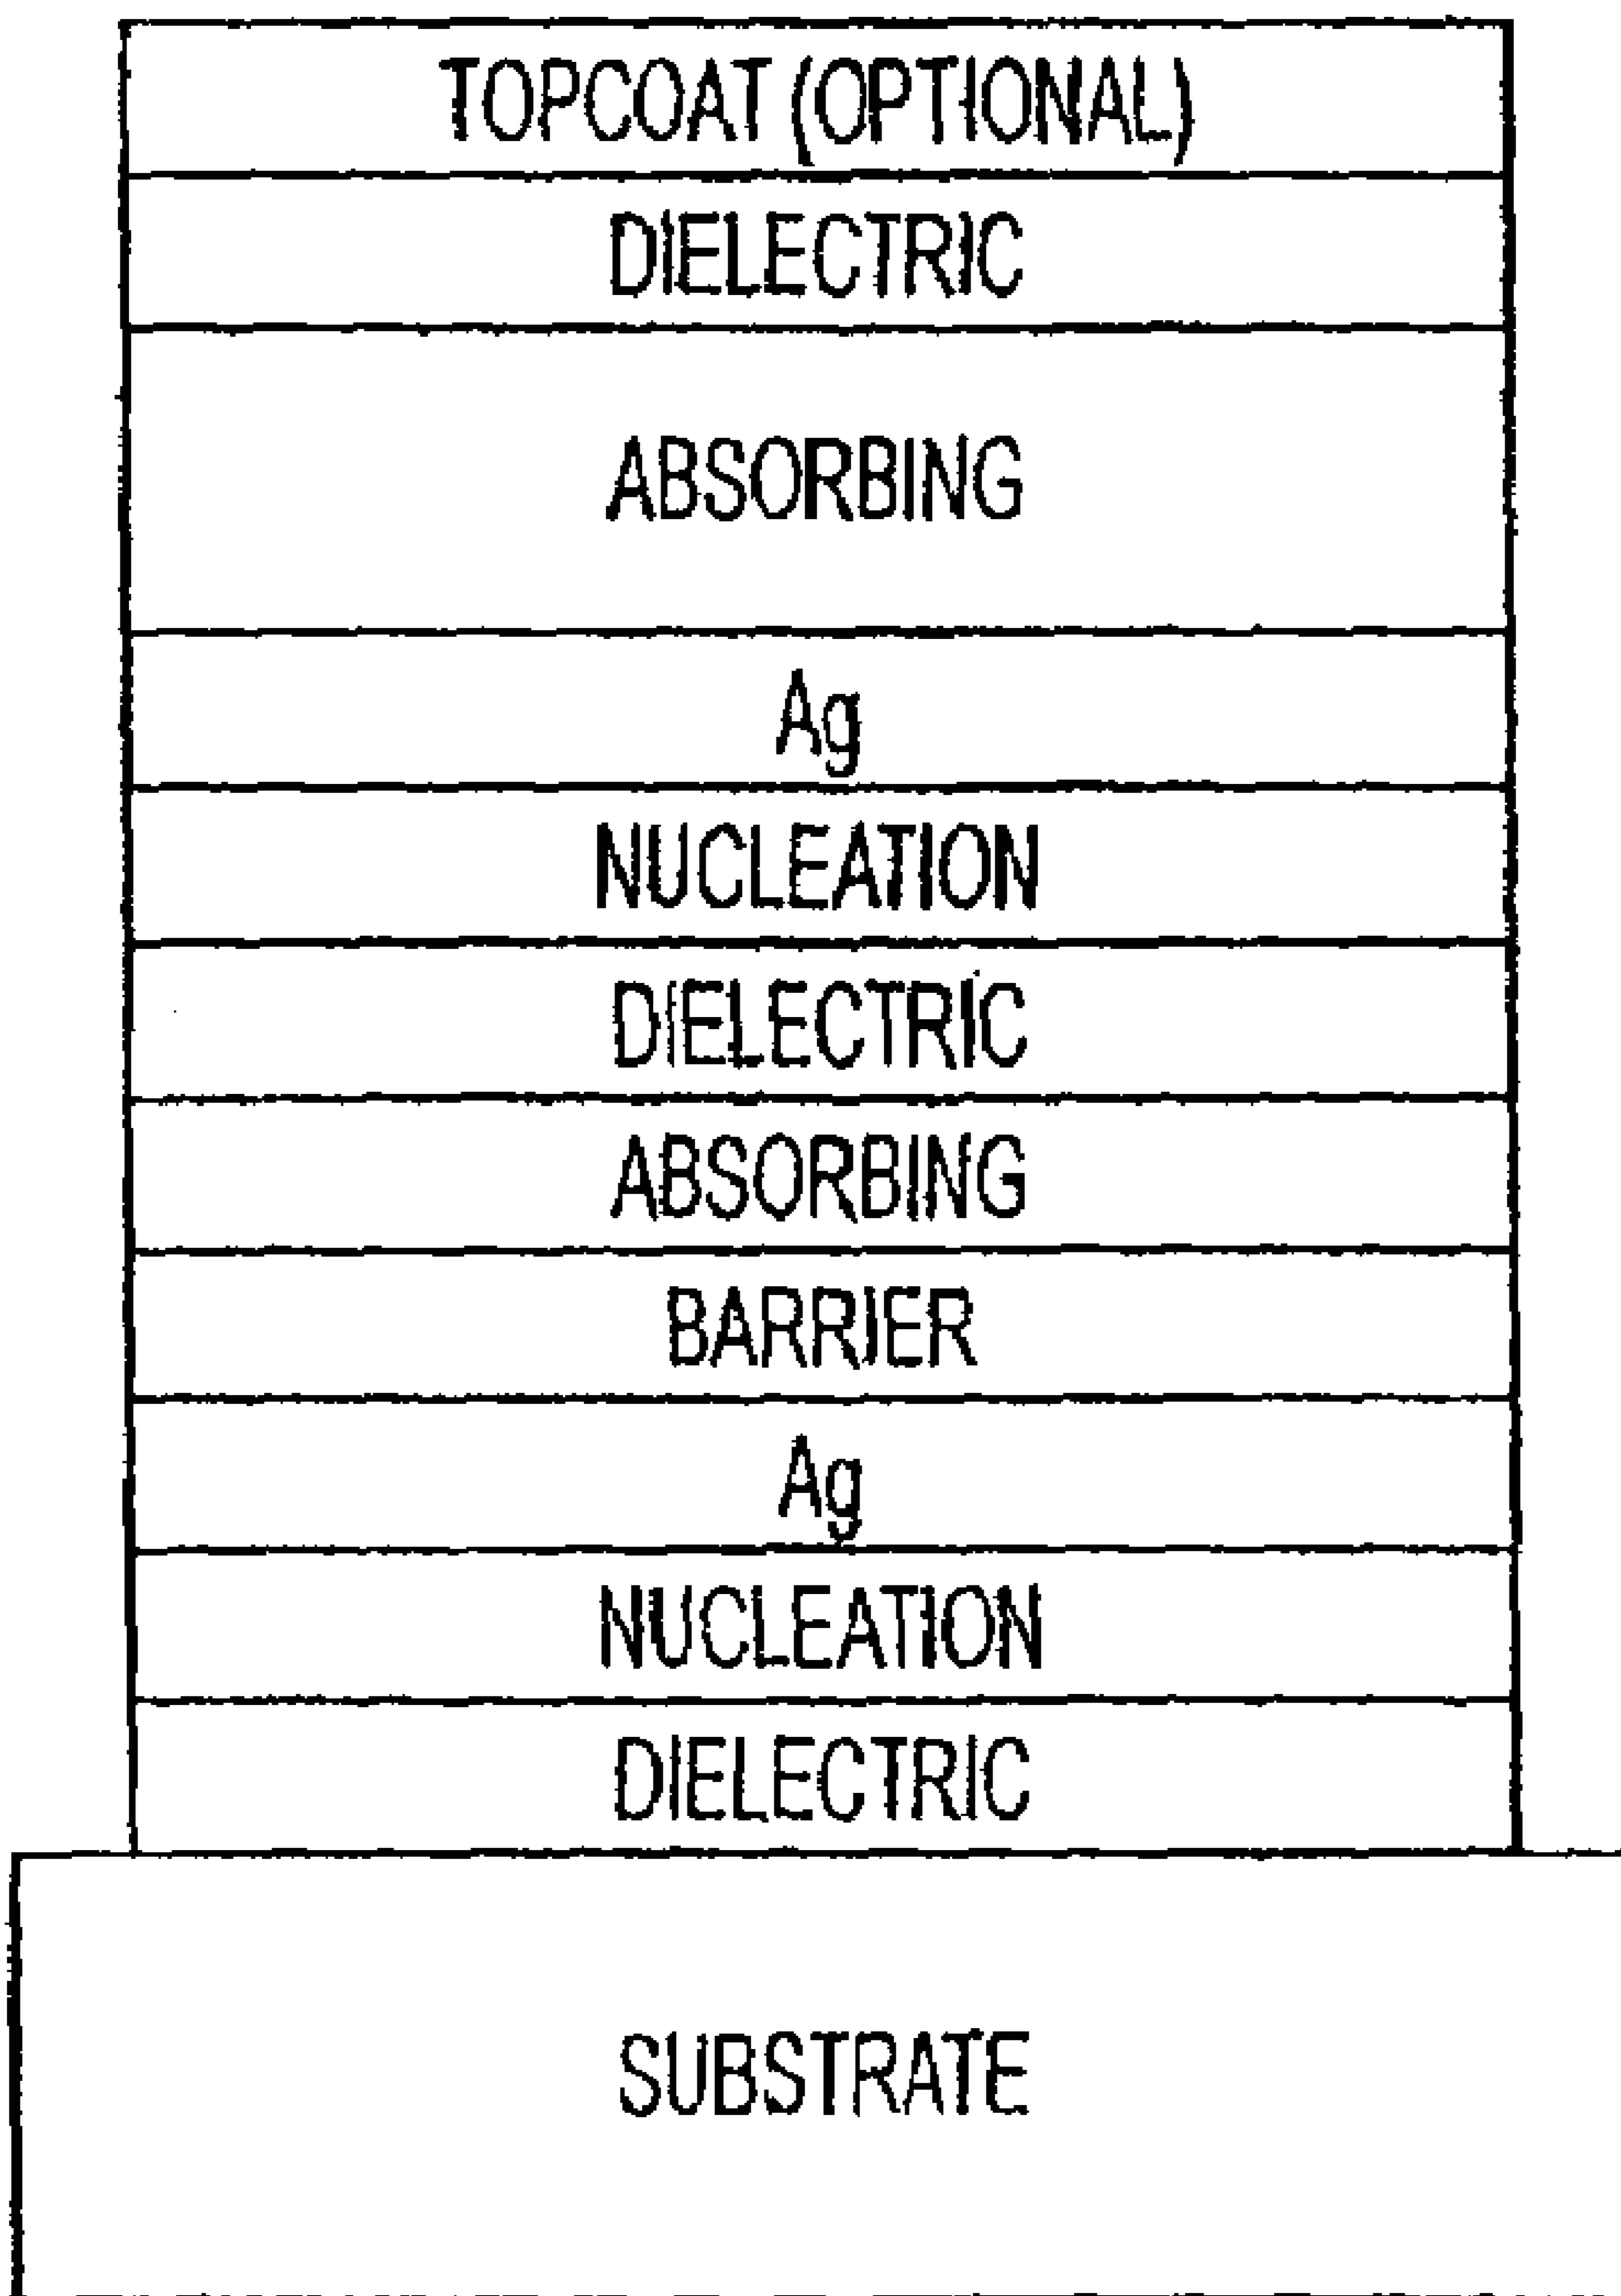 TOPCOAT (OPTIONAL)
DIELECTRIC
ABSORBING
Ag
NUCLEATION
DIELECTRIC
ABSORBING
BARRIER
Ag
NUCLEATION
DIELECTRIC
SUBSTRATE